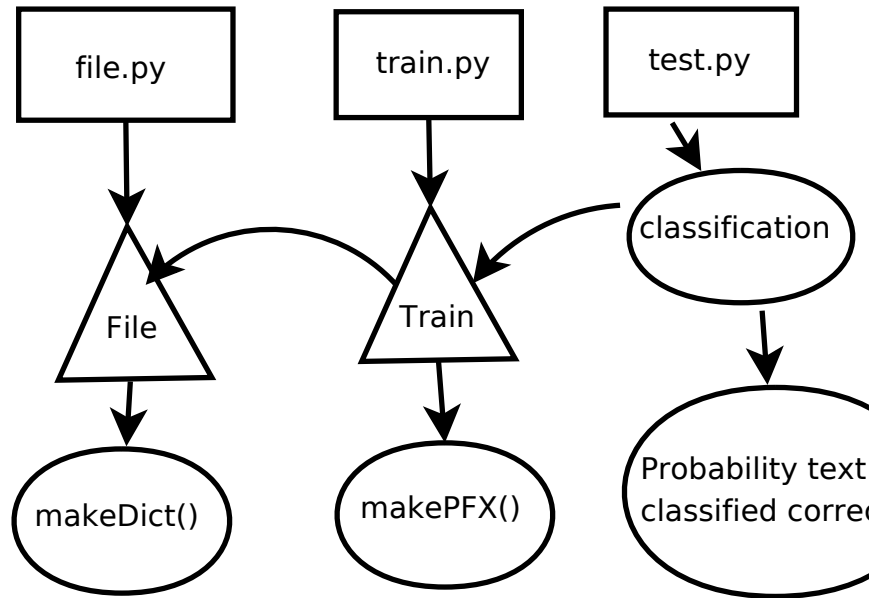 file.py
train.py
test.py
classification
File
Train
makeDict()
makePFX()
Probability text
classified